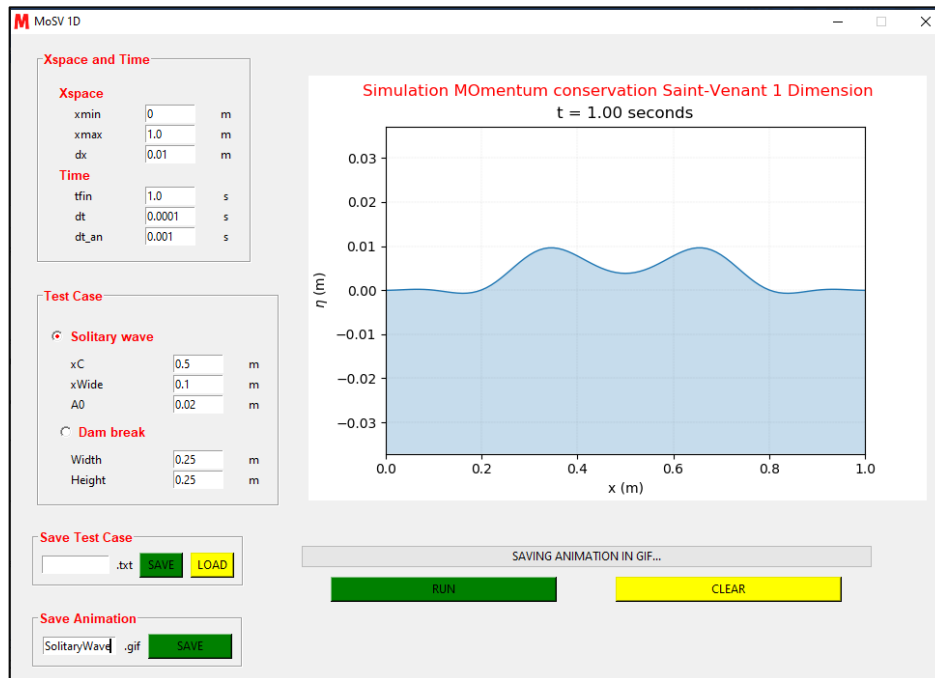 M MoSV 1D
Xspace and Time
Xspace
xmin 0 m
xmax 1.0 m
dx 0.01 m
Time
tfin 1.0 s
dt 0.0001 s
dt_an 0.001 s
Test Case
Solitary wave
xC 0.5 m
xWide 0.1 m
A0 0.02 m
Dam break
Width 0.25 m
Height 0.25 m
Save Test Case
.txt SAVE LOAD
Save Animation
SolitaryWave .gif SAVE
Simulation MOmentum conservation Saint-Venant 1 Dimension
t = 1.00 seconds
η (m)
0.03
0.02
0.01
0.00
−0.01
−0.02
−0.03
0.0 0.2 0.4 0.6 0.8 1.0
x (m)
SAVING ANIMATION IN GIF...
RUN CLEAR